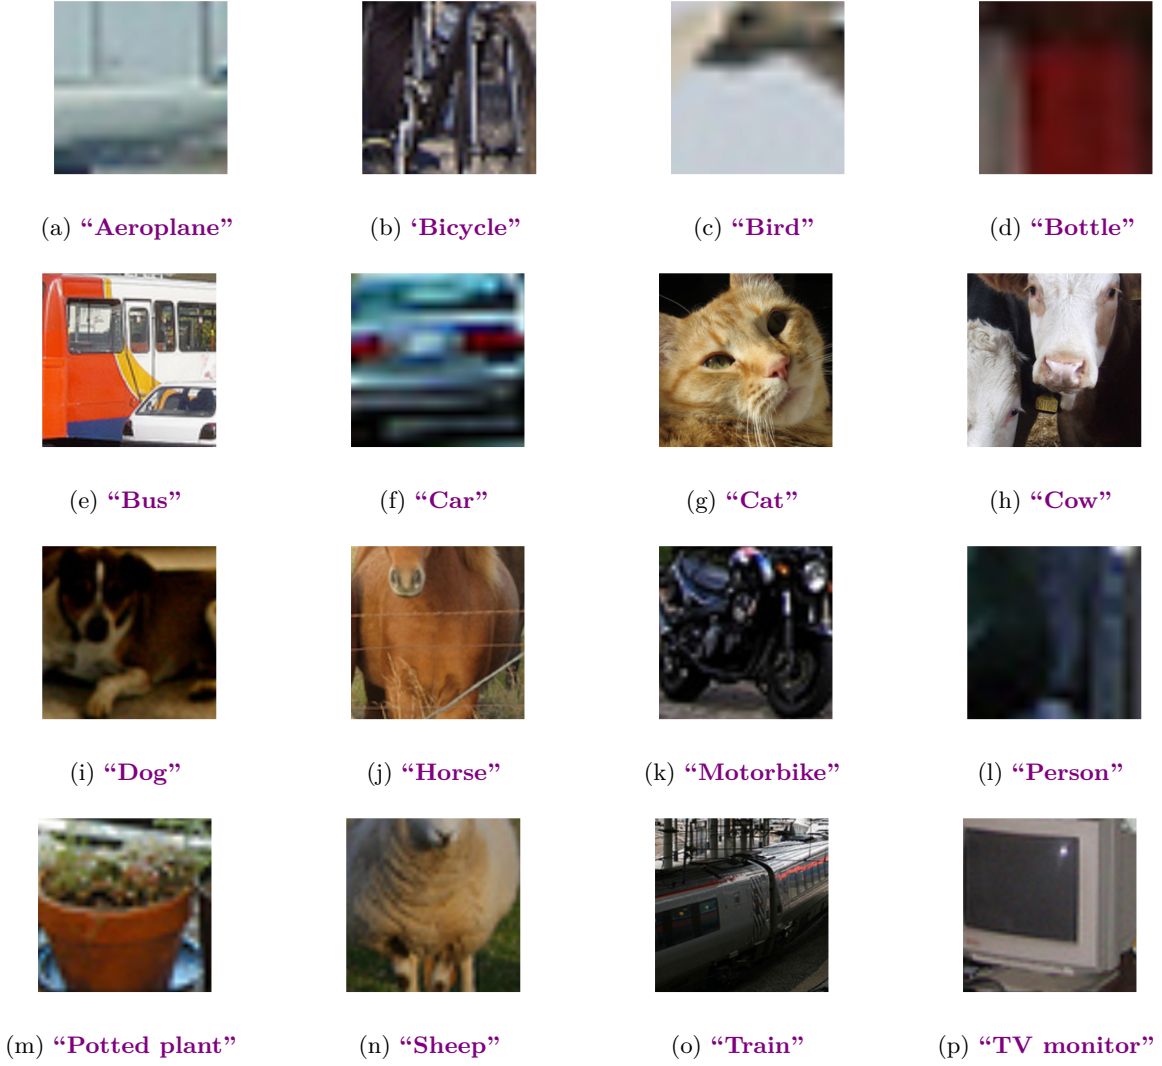 (a) “Aeroplane”
(b) ‘Bicycle”
(c) “Bird”
(d) “Bottle”
(e) “Bus”
(f) “Car”
(g) “Cat”
(h) “Cow”
(i) “Dog”
(j) “Horse”
(k) “Motorbike”
(l) “Person”
(m) “Potted plant”
(n) “Sheep”
(o) “Train”
(p) “TV monitor”